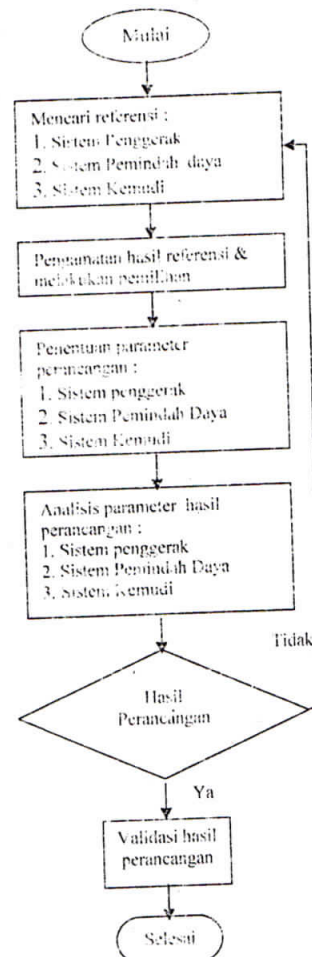 Mulai
Mencari referensi :
1. Sistem Penggerak
2. Sistem Pemindah daya
3. Sistem Kemudi
Pengamatan hasil referensi &
melakukan pemilihan
Penentuan parameter
perancangan :
1. Sistem penggerak
2. Sistem Pemindah Daya
3. Sistem Kemudi
Analisis parameter hasil
perancangan :
1. Sistem penggerak
2. Sistem Pemindah Daya
3. Sistem Kemudi
Tidak
Hasil
Perancangan
Ya
Validasi hasil
perancangan
Selesai